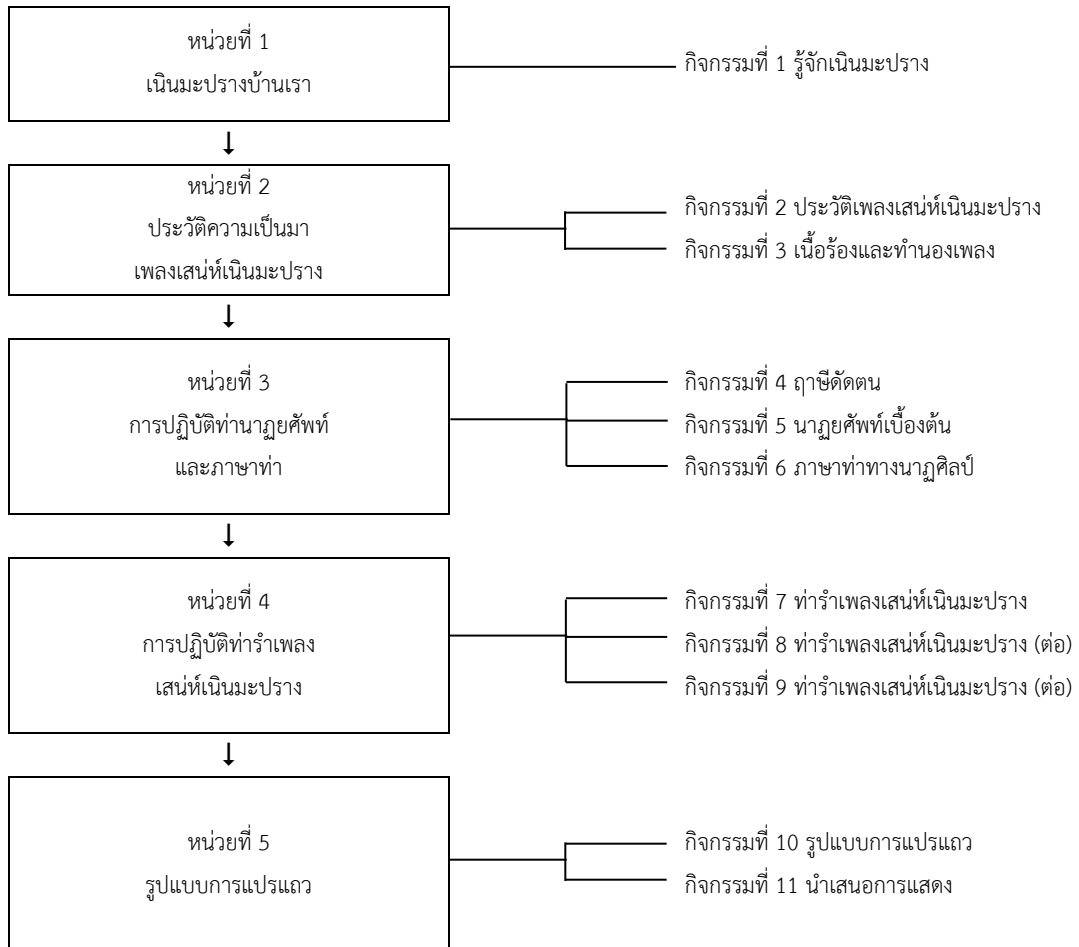 หน่วยที่ 1
เนินมะปรางบ้านเรา
กิจกรรมที่ 1 รู้จักเนินมะปราง
หน่วยที่ 2
ประวัติความเป็นมา
เพลงเสน่ห์เนินมะปราง
กิจกรรมที่ 2 ประวัติเพลงเสน่ห์เนินมะปราง
กิจกรรมที่ 3 เนื้อร้องและทำนองเพลง
หน่วยที่ 3
การปฏิบัติท่านาฏยศัพท์
และภาษาท่า
กิจกรรมที่ 4 ฤาษีดัดตน
กิจกรรมที่ 5 นาฏยศัพท์เบื้องต้น
กิจกรรมที่ 6 ภาษาท่าทางนาฏศิลป์
หน่วยที่ 4
การปฏิบัติท่ารำเพลง
เสน่ห์เนินมะปราง
กิจกรรมที่ 7 ท่ารำเพลงเสน่ห์เนินมะปราง
กิจกรรมที่ 8 ท่ารำเพลงเสน่ห์เนินมะปราง (ต่อ)
กิจกรรมที่ 9 ท่ารำเพลงเสน่ห์เนินมะปราง (ต่อ)
หน่วยที่ 5
รูปแบบการแปรแถว
กิจกรรมที่ 10 รูปแบบการแปรแถว
กิจกรรมที่ 11 นำเสนอการแสดง